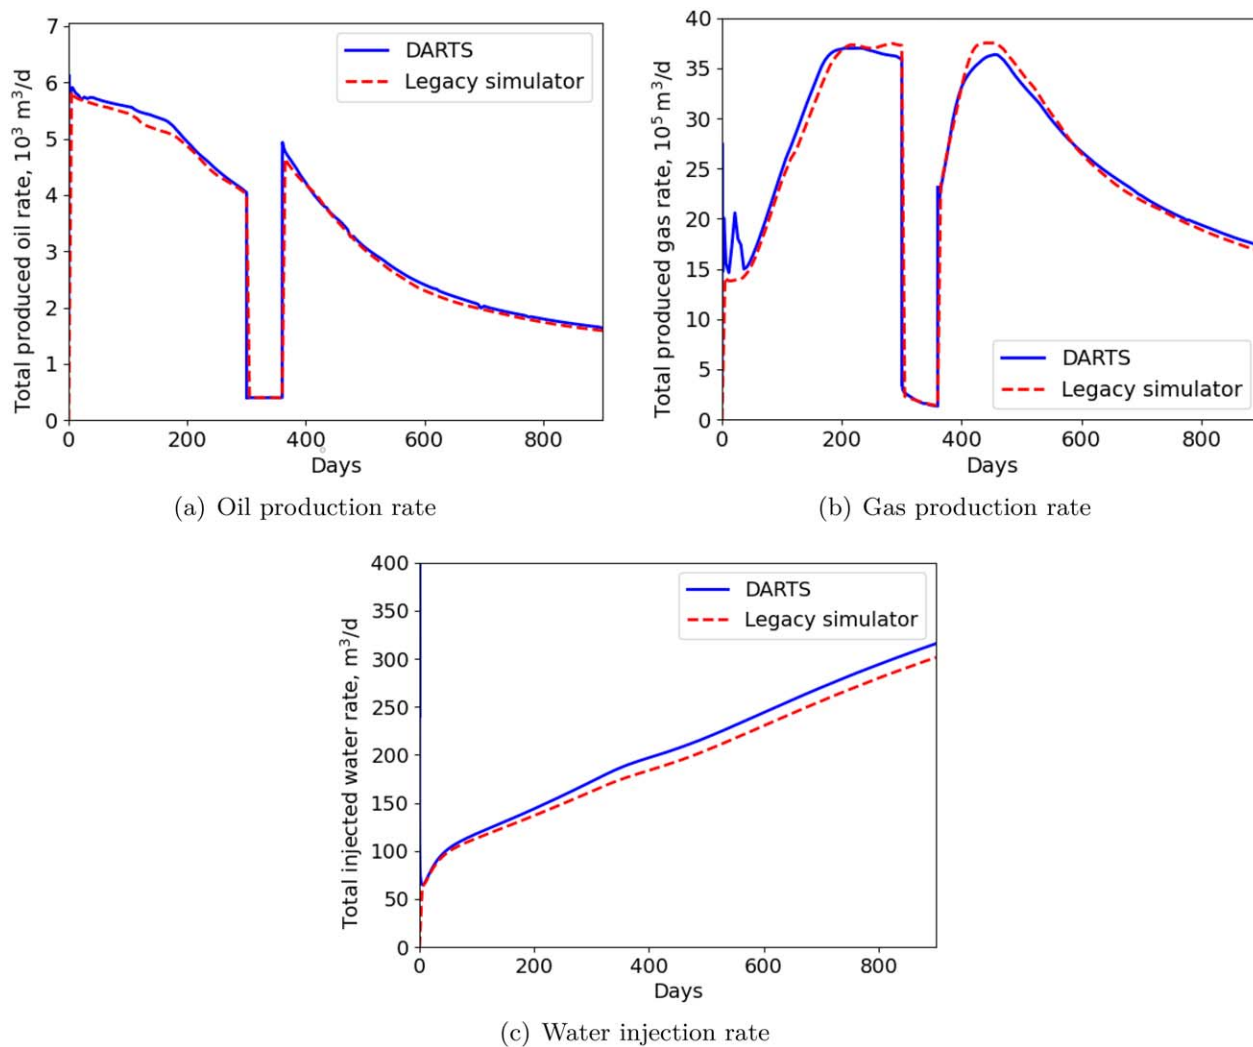 Total produced oil rate, 10³ m³/d
7
6
5
4
3
2
1
0
0 200 400 600 800
Days
DARTS
Legacy simulator
(a) Oil production rate
Total produced gas rate, 10⁵ m³/d
40
35
30
25
20
15
10
5
0
0 200 400 600 800
Days
DARTS
Legacy simulator
(b) Gas production rate
Total injected water rate, m³/d
400
350
300
250
200
150
100
50
0
0 200 400 600 800
Days
DARTS
Legacy simulator
(c) Water injection rate